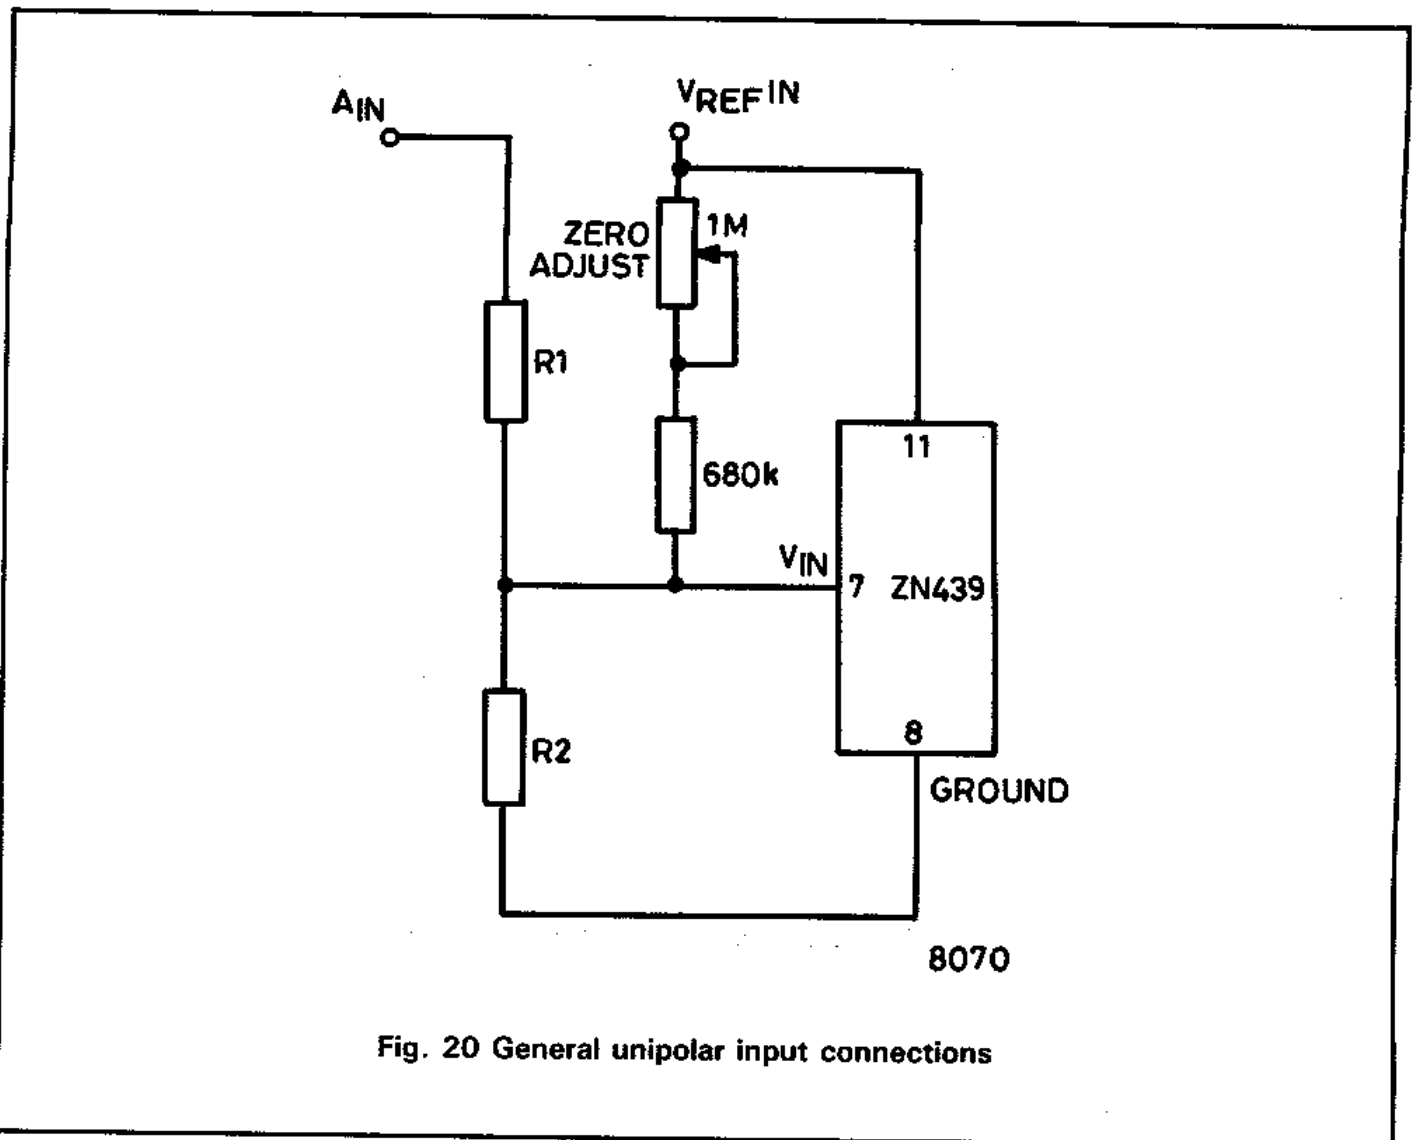 AIN
VREF IN
ZERO
ADJUST
1M
R1
680k
11
VIN
7
ZN439
8
R2
GROUND
8070
Fig. 20 General unipolar input connections